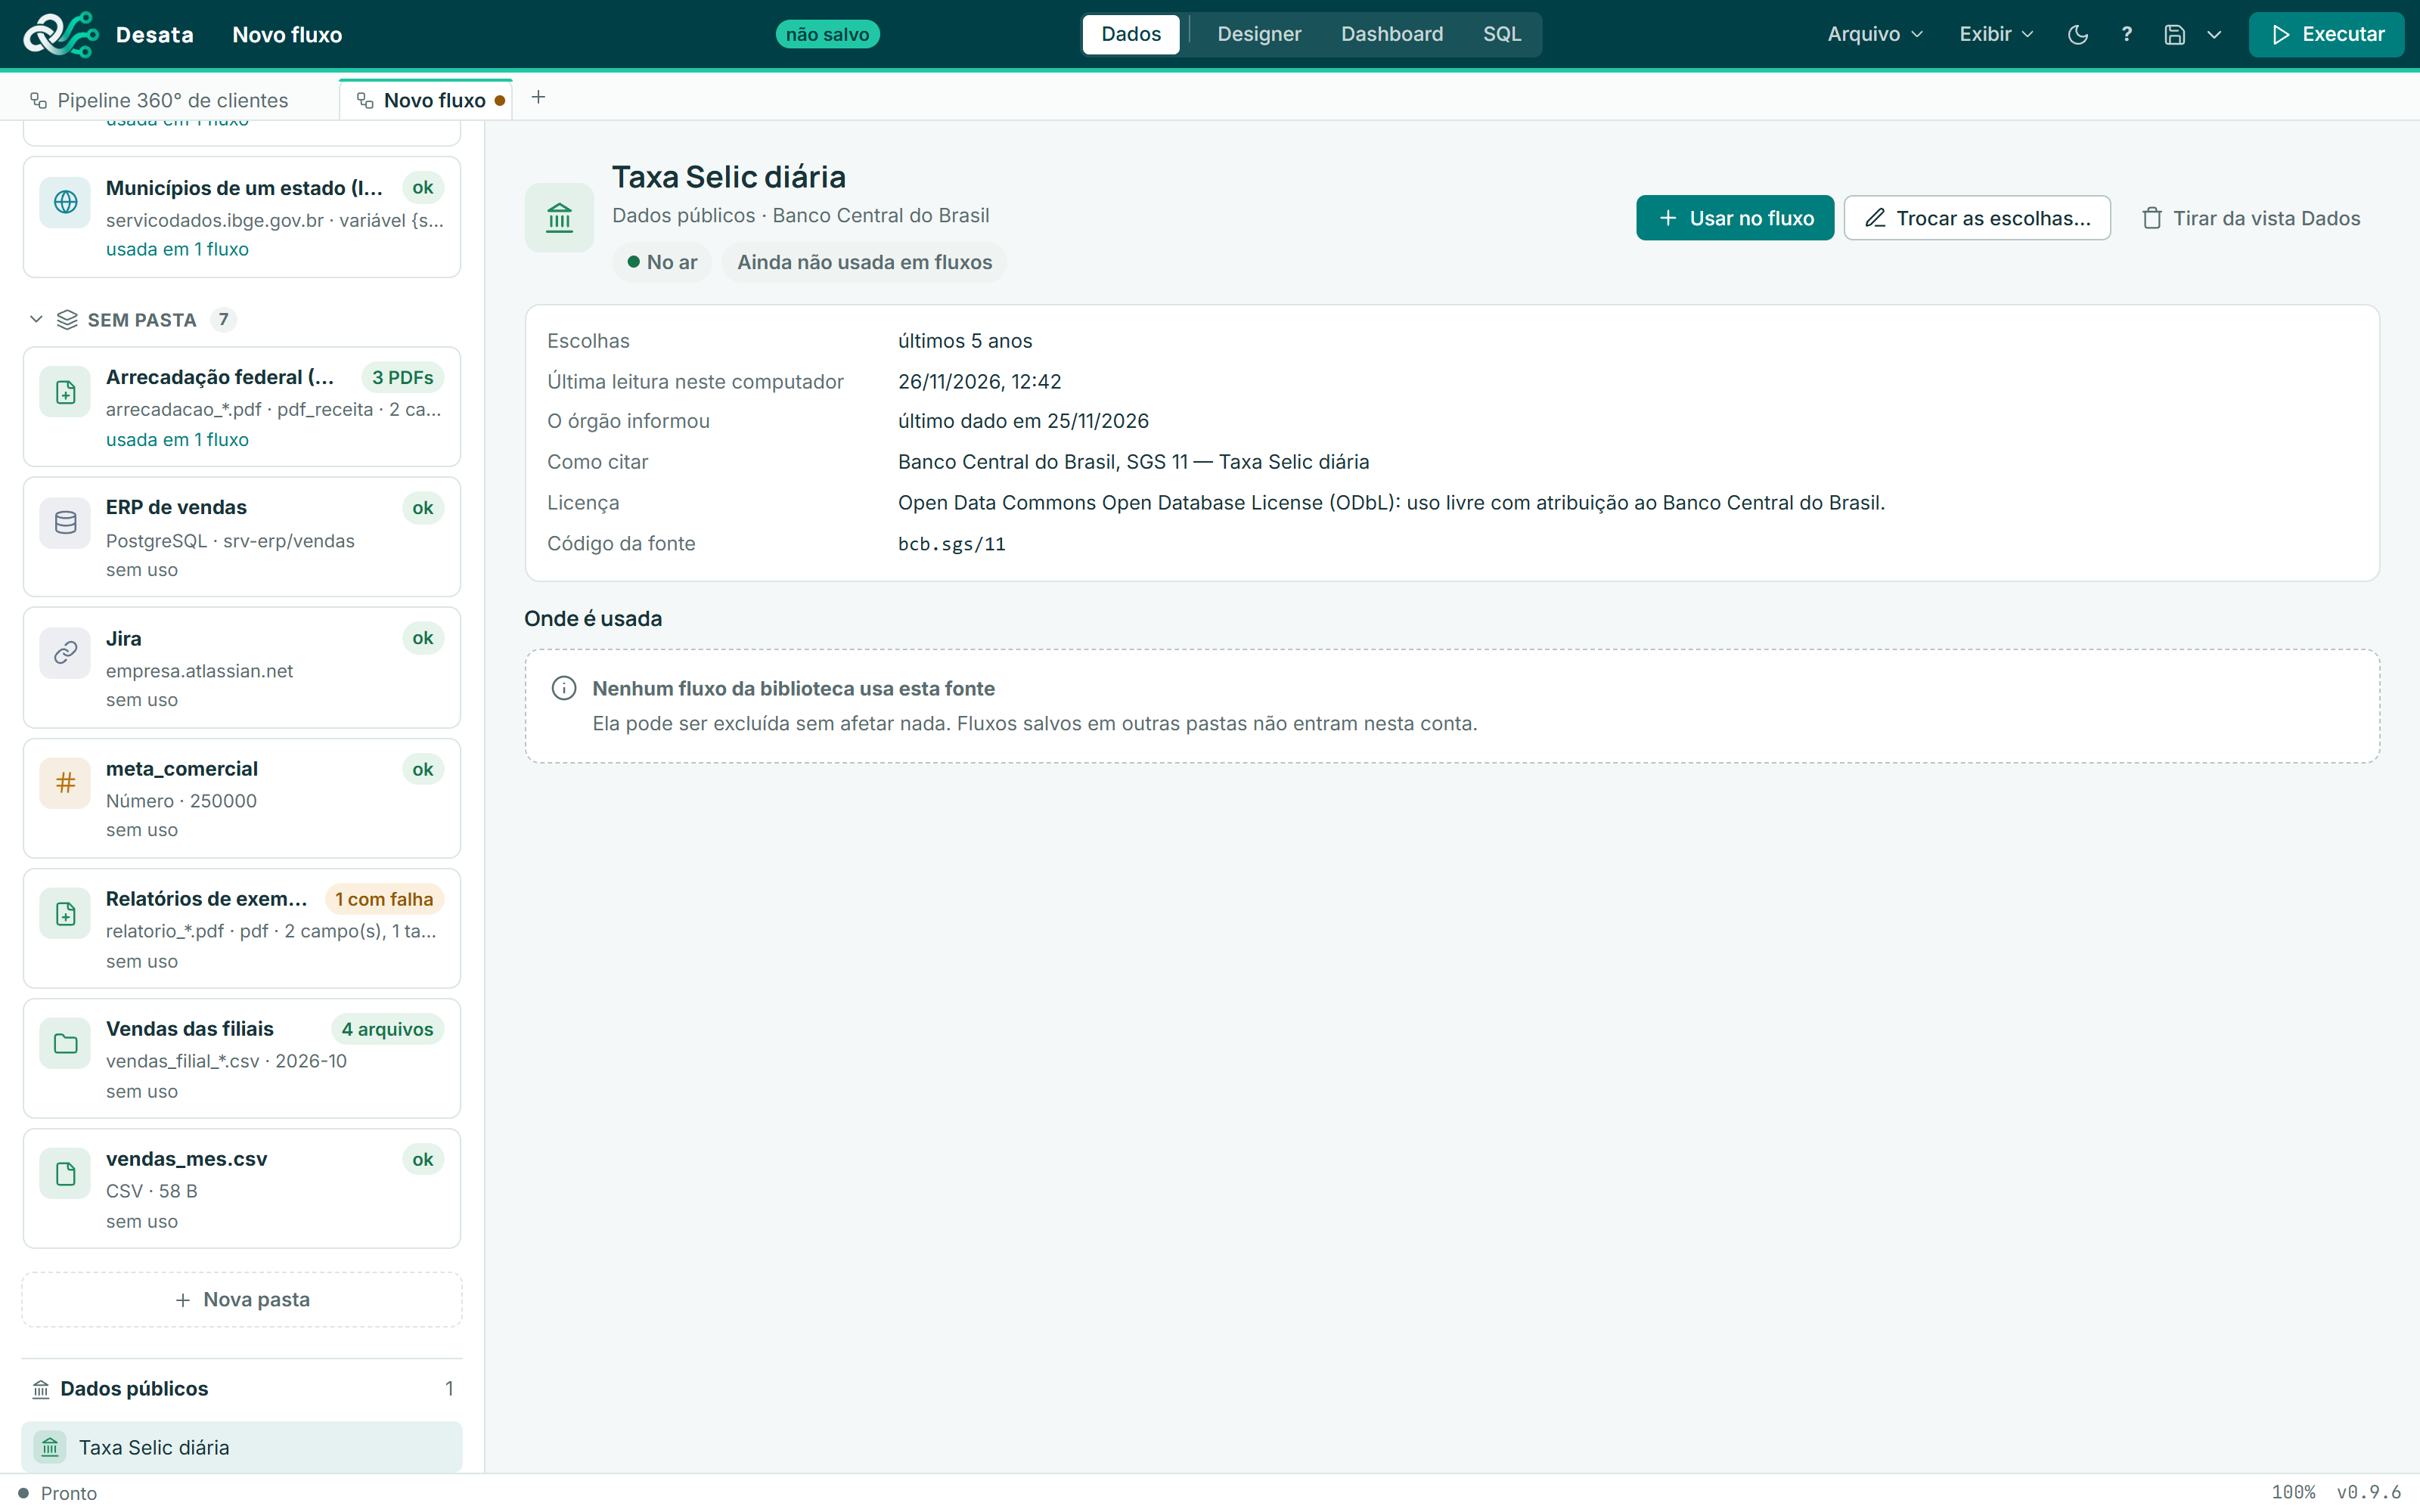 Desata
Novo fluxo
não salvo
Dados
Designer
Dashboard
SQL
Arquivo
Exibir
?
Executar
Pipeline 360° de clientes
Novo fluxo
usada em 1 fluxo
Municípios de um estado (I...
ok
servicodados.ibge.gov.br · variável {s...
usada em 1 fluxo
SEM PASTA 7
Arrecadação federal (...
3 PDFs
arrecadacao_*.pdf · pdf_receita · 2 ca...
usada em 1 fluxo
ERP de vendas
ok
PostgreSQL · srv-erp/vendas
sem uso
Jira
ok
empresa.atlassian.net
sem uso
meta_comercial
ok
Número · 250000
sem uso
Relatórios de exem...
1 com falha
relatorio_*.pdf · pdf · 2 campo(s), 1 ta...
sem uso
Vendas das filiais
4 arquivos
vendas_filial_*.csv · 2026-10
sem uso
vendas_mes.csv
ok
CSV · 58 B
sem uso
Nova pasta
Dados públicos 1
Taxa Selic diária
Taxa Selic diária
Dados públicos · Banco Central do Brasil
No ar
Ainda não usada em fluxos
Usar no fluxo
Trocar as escolhas...
Tirar da vista Dados
Escolhas últimos 5 anos
Última leitura neste computador 26/11/2026, 12:42
O órgão informou último dado em 25/11/2026
Como citar Banco Central do Brasil, SGS 11 — Taxa Selic diária
Licença Open Data Commons Open Database License (ODbL): uso livre com atribuição ao Banco Central do Brasil.
Código da fonte bcb.sgs/11
Onde é usada
Nenhum fluxo da biblioteca usa esta fonte
Ela pode ser excluída sem afetar nada. Fluxos salvos em outras pastas não entram nesta conta.
Pronto
100% v0.9.6